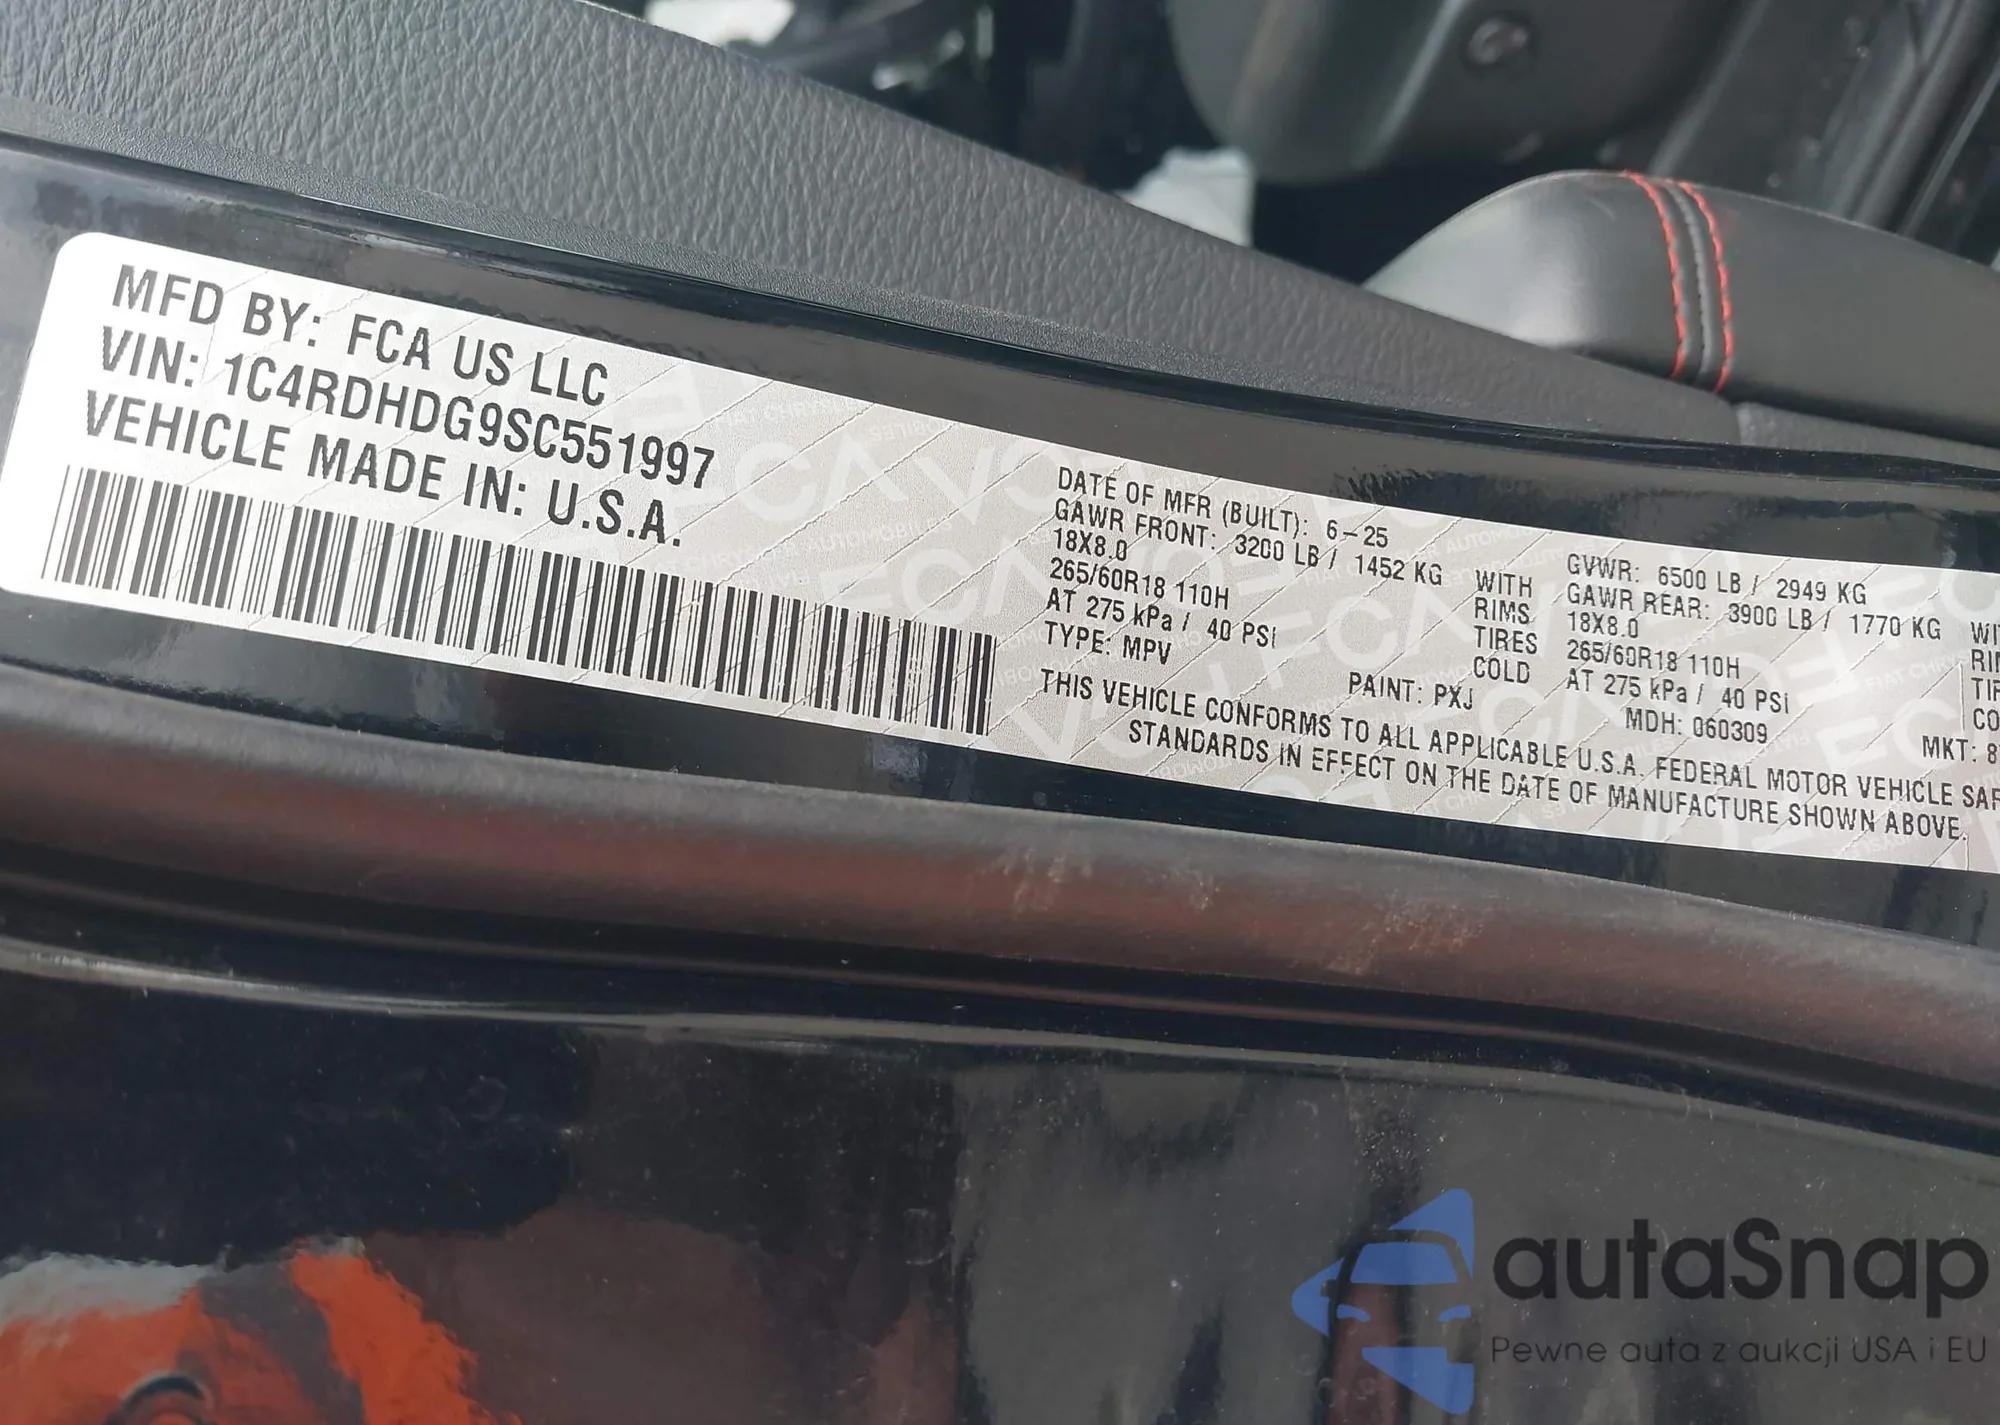 MFD BY: FCA US LLC
VIN: 1C4RDHDG9SC551997
VEHICLE MADE IN: U.S.A.
DATE OF MFR (BUILT): 6-25
GAWR FRONT: 3200 LB / 1452 KG WITH
18X8.0 RIMS
265/60R18 110H TIRES
AT 275 kPa / 40 PSi COLD
TYPE: MPV PAINT: PXJ
GVWR: 6500 LB / 2949 KG
GAWR REAR: 3900 LB / 1770 KG
18X8.0
265/60R18 110H
AT 275 kPa / 40 PSi
MDH: 060309 MKT:
THIS VEHICLE CONFORMS TO ALL APPLICABLE U.S.A. FEDERAL MOTOR VEHICLE
STANDARDS IN EFFECT ON THE DATE OF MANUFACTURE SHOWN ABOVE.
autaSnap
Pewne auta z aukcji USA i EU